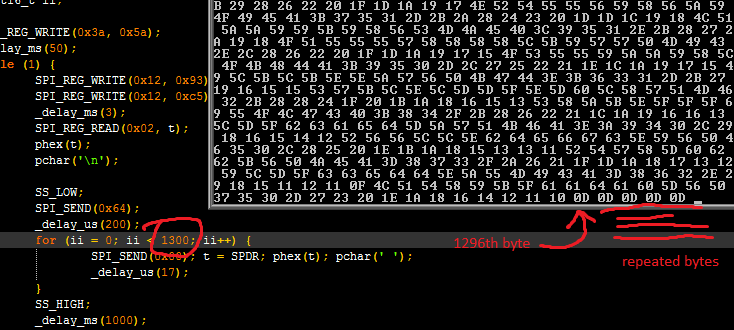 t16_t ii;
_REG_WRITE(0x3a, 0x5a);
lay_ms(50);
le (1) {
SPI_REG_WRITE(0x12, 0x93)
SPI_REG_WRITE(0x12, 0xc5)
_delay_ms(3);
SPI_REG_READ(0x02, t);
phex(t);
pchar('\n');
SS_LOW;
SPI_SEND(0x64);
_delay_us(200);
for (ii = 0; ii < 1300; ii++) {
SPI_SEND(0x00); t = SPDR; phex(t); pchar(' ');
_delay_us(17);
}
SS_HIGH;
_delay_ms(1000);
B 29 28 26 22 20 1F 1D 1A 19 17 4E 52 54 55 55 56 59 58 56 5A 59
4F 49 45 41 3B 37 35 31 2D 2B 2A 28 24 23 20 1D 1D 1C 19 18 4C 51
5A 5A 59 59 5B 59 58 56 53 4D 4A 45 40 3C 39 35 31 2E 2B 28 27 2
A 19 18 4F 51 55 55 55 57 58 58 58 58 5C 5B 59 57 57 50 4D 49 43
2E 2C 28 26 22 20 1F 1D 1A 19 17 15 4F 53 55 55 59 5A 5A 59 58 5C
4F 4B 48 44 41 3B 39 35 30 2D 2C 27 25 22 21 1E 1C 1A 19 17 15 4
9 5C 5B 5C 5B 5E 5E 5A 57 56 50 4B 47 44 3E 3B 36 33 31 2D 2B 27
19 16 15 15 53 57 5B 5B 5C 5C 5D 5D 5F 5E 5D 60 5C 58 57 51 4D 46
32 2B 28 28 24 1F 20 1B 1A 18 16 15 13 53 58 5A 5B 5E 5F 5F 5F 6
9 55 4F 4C 47 43 40 3B 38 34 2F 2B 28 26 22 21 1C 1A 19 16 16 13
5C 5D 5F 62 63 61 65 64 5D 5A 57 51 4B 46 41 3E 3A 39 34 30 2C 29
18 16 15 14 12 52 56 56 5C 5C 5E 62 64 65 66 67 63 5E 5B 56 50 4
6 35 30 2C 28 25 20 1E 1B 1A 18 15 13 13 11 52 54 57 58 5D 60 62
62 5B 56 50 4A 45 41 3D 38 37 33 2F 2A 26 21 1F 1D 1A 18 17 13 12
59 5C 5D 5F 63 63 65 64 64 5E 5A 55 4D 49 43 41 3D 38 36 32 2E 2
9 18 15 11 12 11 0F 4C 51 54 58 59 5B 5F 61 61 64 61 60 5D 56 50
37 35 30 2D 27 23 21 20 1E 1A 18 16 14 12 11 10 0D 0D 0D 0D 0D
1296th byte
repeated bytes